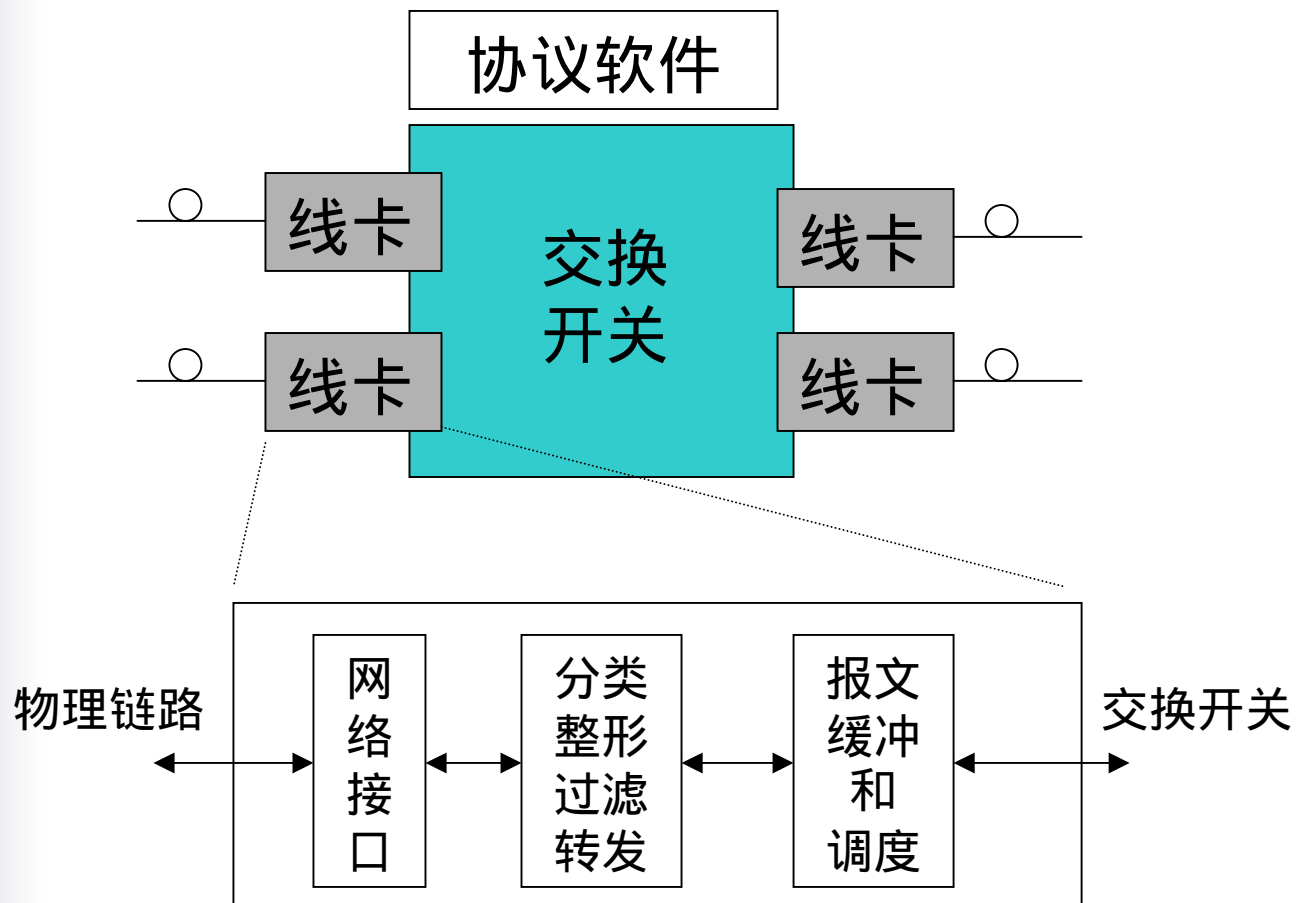 协议软件
线卡
线卡
交换
开关
线卡
线卡
物理链路
网
络
接
口
分类
整形
过滤
转发
报文
缓冲
和
调度
交换开关